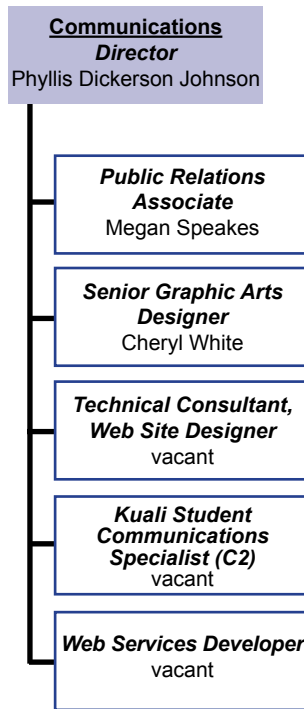 Communications
Director
Phyllis Dickerson Johnson
Public Relations
Associate
Megan Speakes
Senior Graphic Arts
Designer
Cheryl White
Technical Consultant,
Web Site Designer
vacant
Kuali Student
Communications
Specialist (C2)
vacant
Web Services Developer
vacant